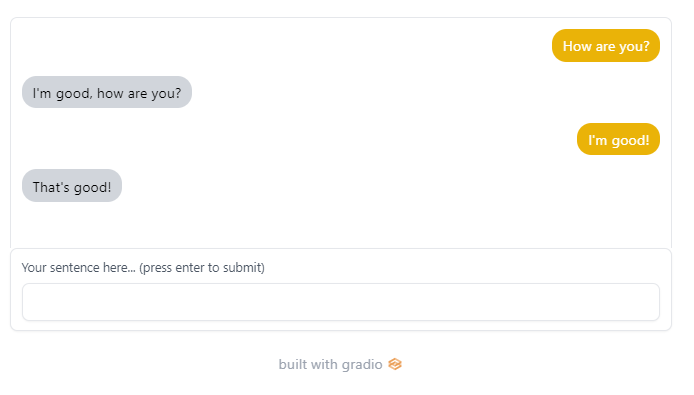 How are you?
I'm good, how are you?
I'm good!
That's good!
Your sentence here... (press enter to submit)
built with gradio